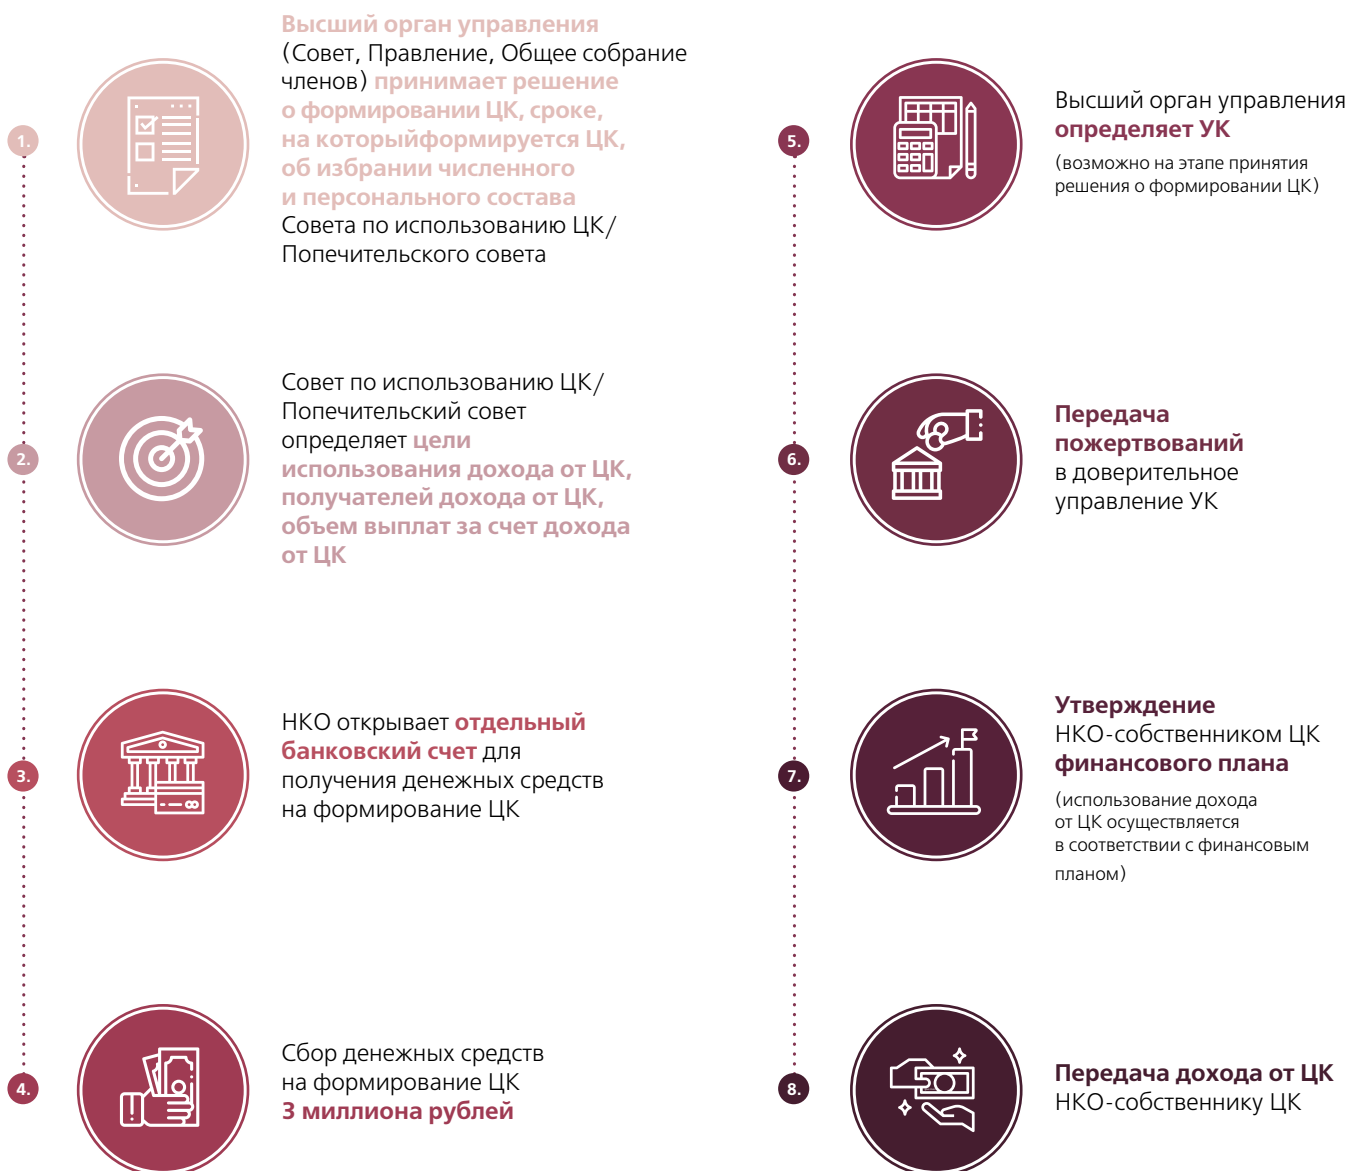 1.
Высший орган управления
(Совет, Правление, Общее собрание
членов) принимает решение
о формировании ЦК, сроке,
на которыйформируется ЦК,
об избрании численного
и персонального состава
Совета по использованию ЦК/
Попечительского совета
2.
Совет по использованию ЦК/
Попечительский совет
определяет цели
использования дохода от ЦК,
получателей дохода от ЦК,
объем выплат за счет дохода
от ЦК
3.
НКО открывает отдельный
банковский счет для
получения денежных средств
на формирование ЦК
4.
Сбор денежных средств
на формирование ЦК
3 миллиона рублей
5.
Высший орган управления
определяет УК
(возможно на этапе принятия
решения о формировании ЦК)
6.
Передача
пожертвований
в доверительное
управление УК
7.
Утверждение
НКО-собственником ЦК
финансового плана
(использование дохода
от ЦК осуществляется
в соответствии с финансовым
планом)
8.
Передача дохода от ЦК
НКО-собственнику ЦК